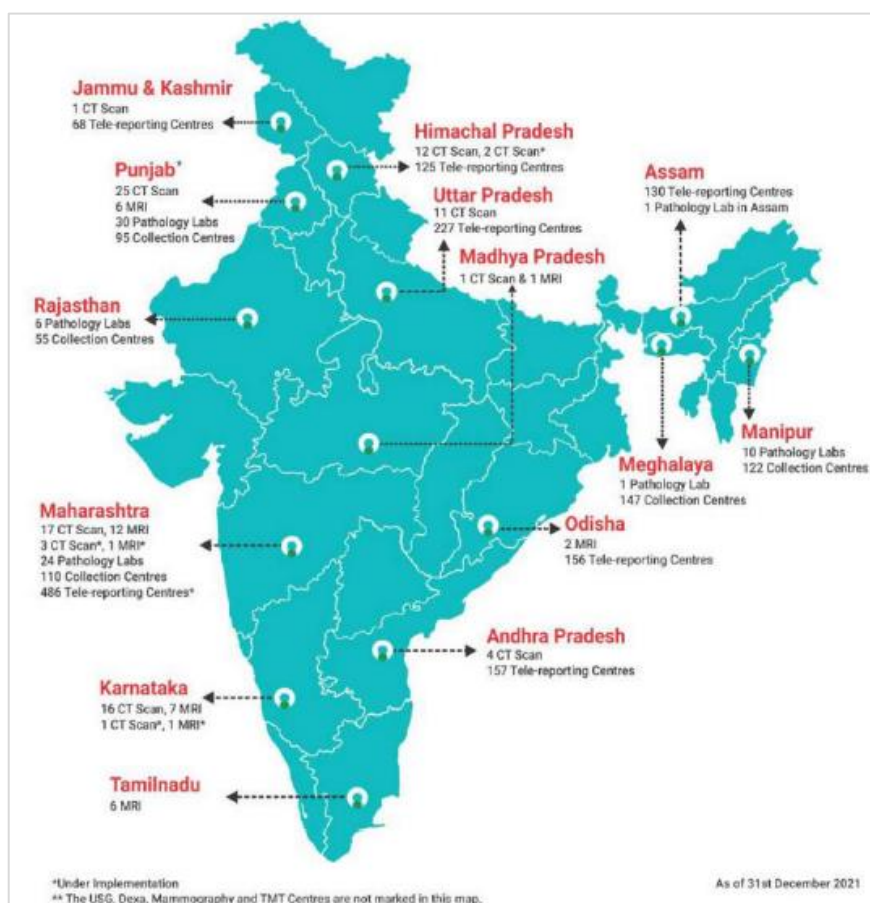 Jammu & Kashmir
1 CT Scan
68 Tele-reporting Centres
Himachal Pradesh
12 CT Scan, 2 CT Scan*
125 Tele-reporting Centres
Punjab*
25 CT Scan
6 MRI
30 Pathology Labs
95 Collection Centres
Uttar Pradesh
11 CT Scan
227 Tele-reporting Centres
Assam
130 Tele-reporting Centres
1 Pathology Lab in Assam
Madhya Pradesh
1 CT Scan & 1 MRI
Rajasthan
6 Pathology Labs
55 Collection Centres
Manipur
10 Pathology Labs
122 Collection Centres
Meghalaya
1 Pathology Lab
147 Collection Centres
Maharashtra
17 CT Scan, 12 MRI
3 CT Scan*, 1 MRI*
24 Pathology Labs
110 Collection Centres
486 Tele-reporting Centres*
Odisha
2 MRI
156 Tele-reporting Centres
Andhra Pradesh
4 CT Scan
157 Tele-reporting Centres
Karnataka
16 CT Scan, 7 MRI
1 CT Scan*, 1 MRI*
Tamilnadu
6 MRI
*Under Implementation
As of 31st December 2021
** The USG, Dexa, Mammography and TMT Centres are not marked in this map.